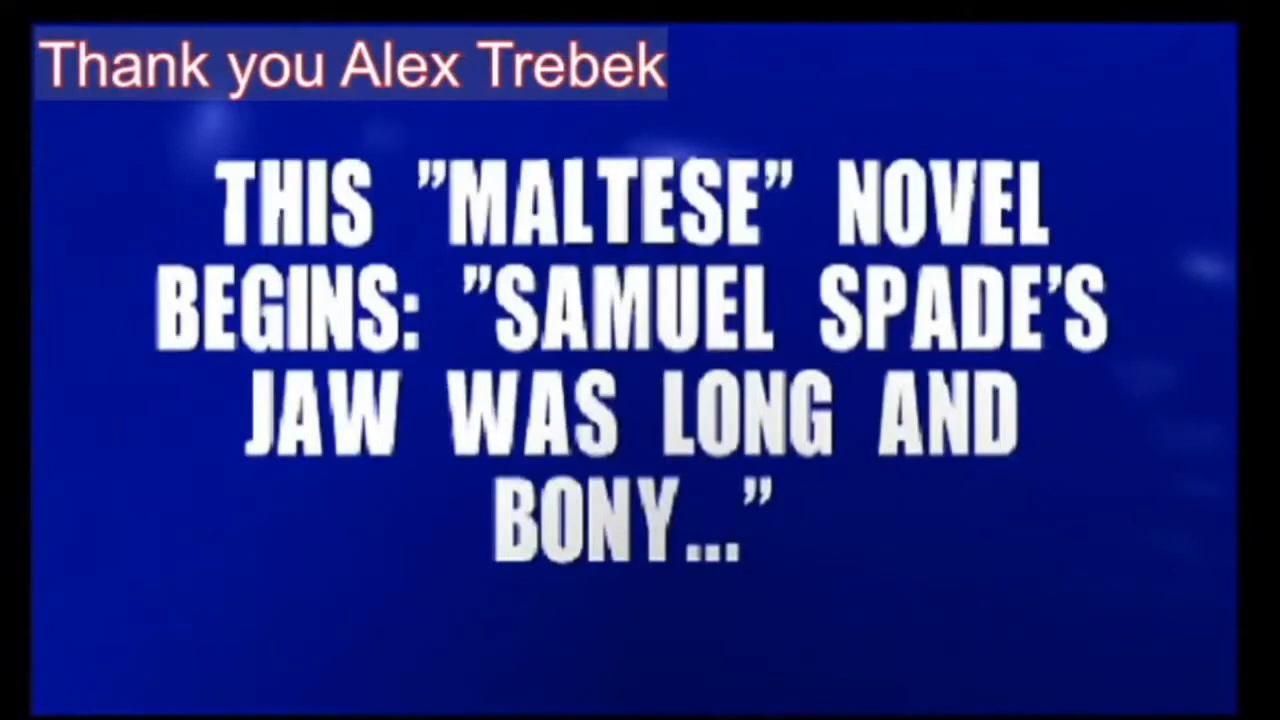 Thank you Alex Trebek
THIS ”MALTESE” NOVEL
BEGINS: ”SAMUEL SPADE’S
JAW WAS LONG AND
BONY...”